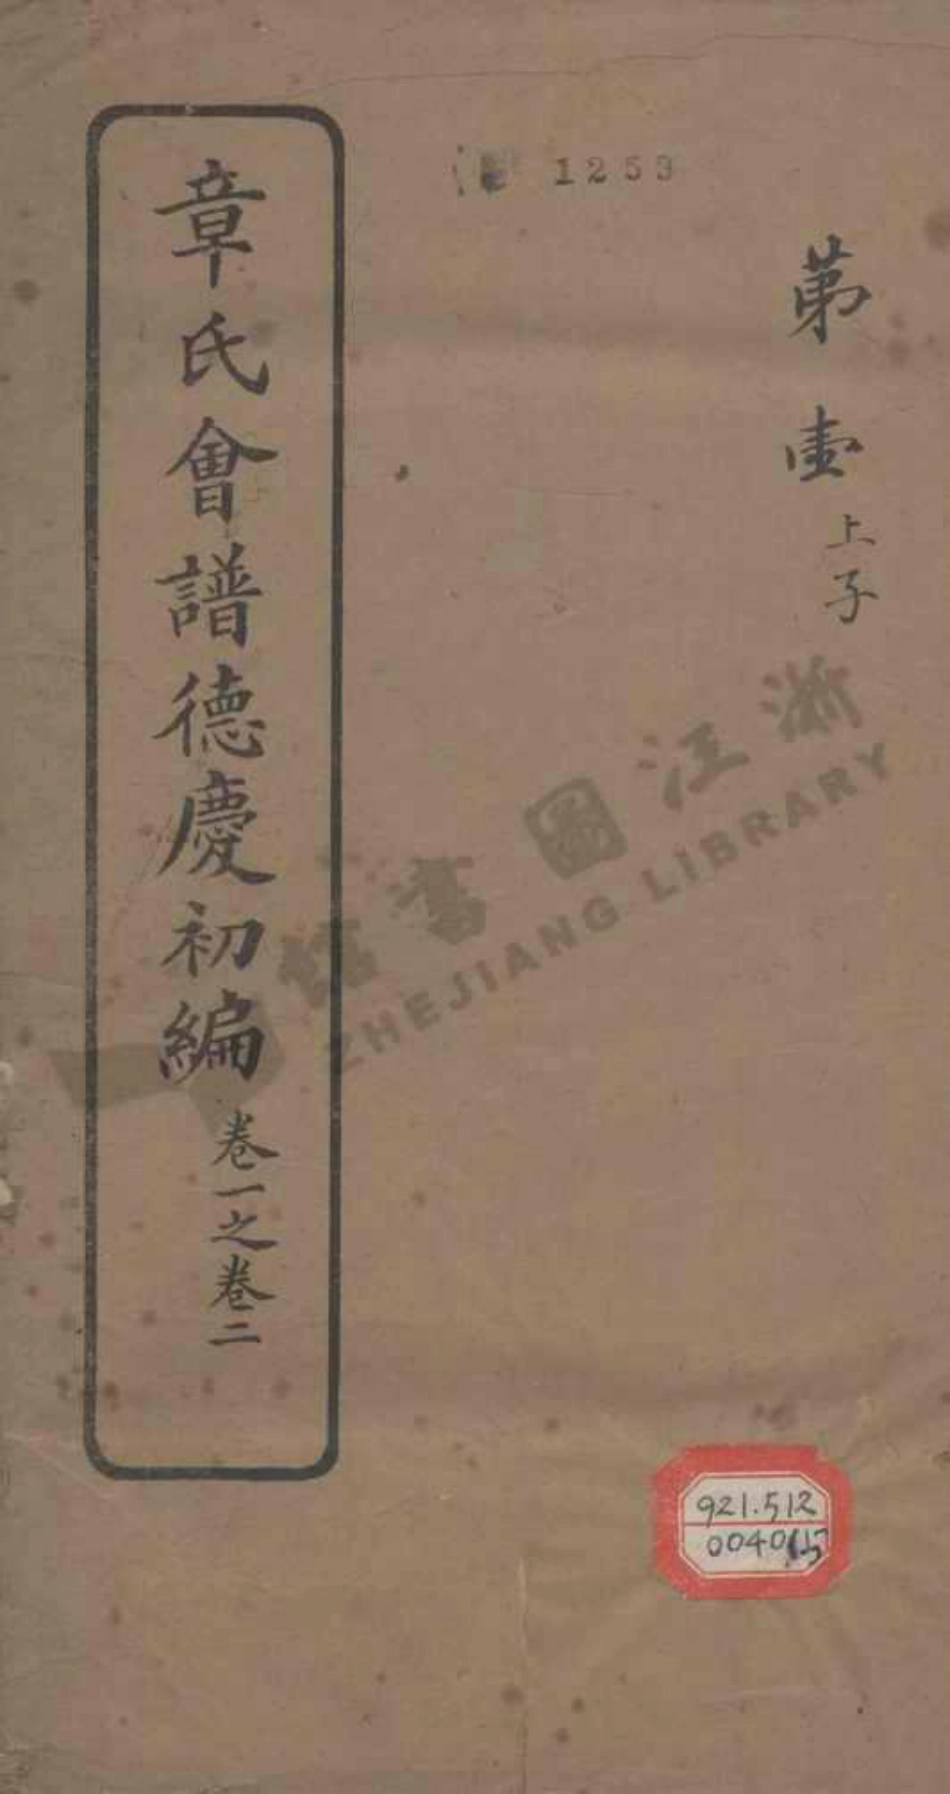 1259
第壹上子
章氏會譜德慶初編 卷一之卷二
浙江圖書館
ZHEJIANG LIBRARY
921.512
0040